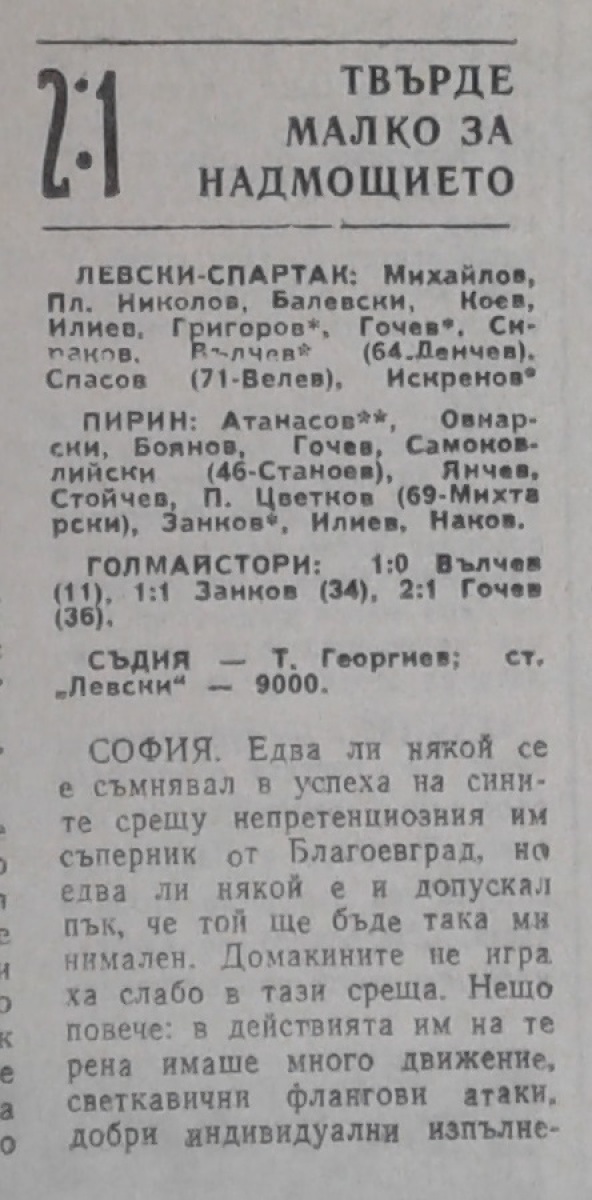 2:1
ТВЪРДЕ
МАЛКО ЗА
НАДМОЩИЕТО
ЛЕВСКИ-СПАРТАК: Михайлов,
Пл. Николов, Балевски, Коев,
Илиев, Григоров*, Гочев*, Си-
раков, Вълчев* (64-Денчев),
Спасов (71-Велев), Искренов*
ПИРИН: Атанасов**, Овнар-
ски, Боянов, Гочев, Самоков-
лийски (46-Станоев), Янчев,
Стойчев, П. Цветков (69-Михта
рски), Занков*, Илиев, Наков.
ГОЛМАЙСТОРИ: 1:0 Вълчев
(11), 1:1 Занков (34), 2:1 Гочев
(36).
СЪДИЯ — Т. Георгиев; ст.
„Левски“ — 9000.
СОФИЯ. Едва ли някой се
е съмнявал в успеха на сини-
те срещу непретенциозния им
съперник от Благоевград, но
едва ли някой е и допускал
пък, че той ще бъде така ми
нимален. Домакините не игра
ха слабо в тази среща. Нещо
повече: в действията им на те
рена имаше много движение,
светкавични флангови атаки,
добри индивидуални изпълне-